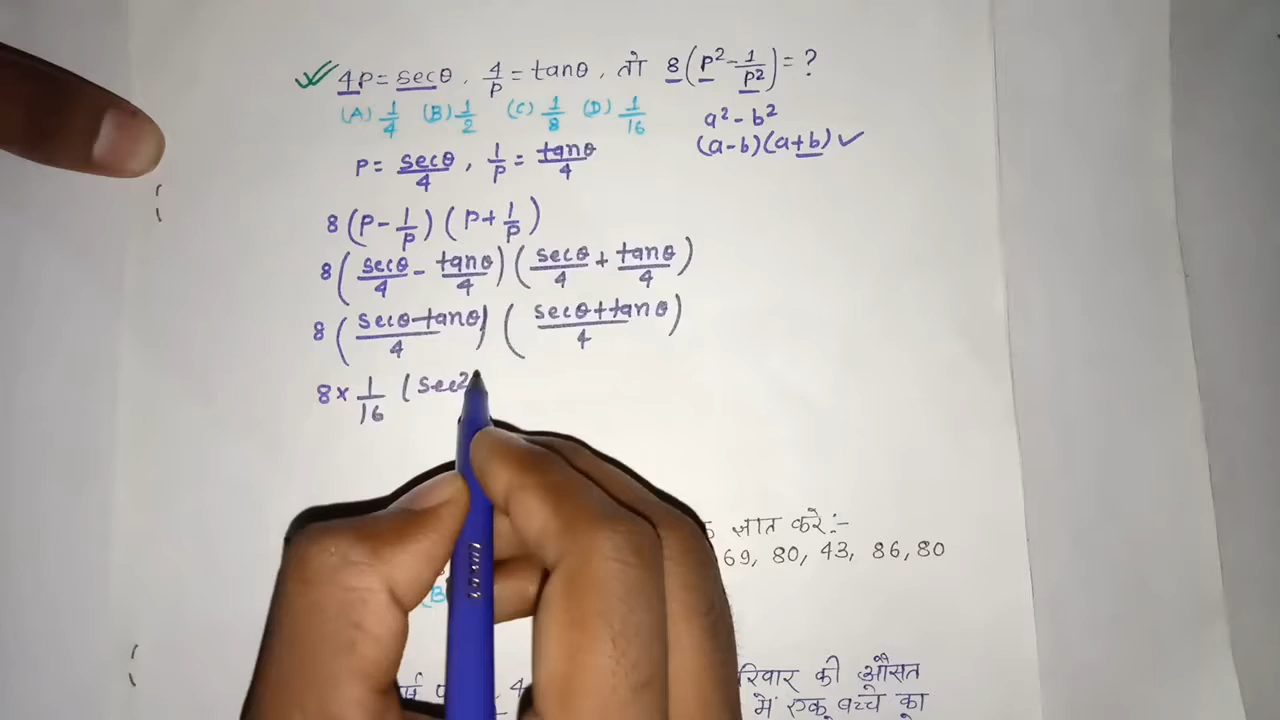 4p = secθ, 4/p = tanθ, तो 8(p² - 1/p²) = ?
(A) 1/4 (B) 1/2 (C) 1/8 (D) 1/16
a² - b²
(a-b)(a+b)
p = secθ/4, 1/p = tanθ/4
8(p - 1/p)(p + 1/p)
8(secθ/4 - tanθ/4)(secθ/4 + tanθ/4)
8(secθ-tanθ/4)(secθ+tanθ/4)
8 × 1/16 (sec²
ज्ञात करे:-
69, 80, 43, 86, 80
(B
4
की औसत
में एक बच्चे का